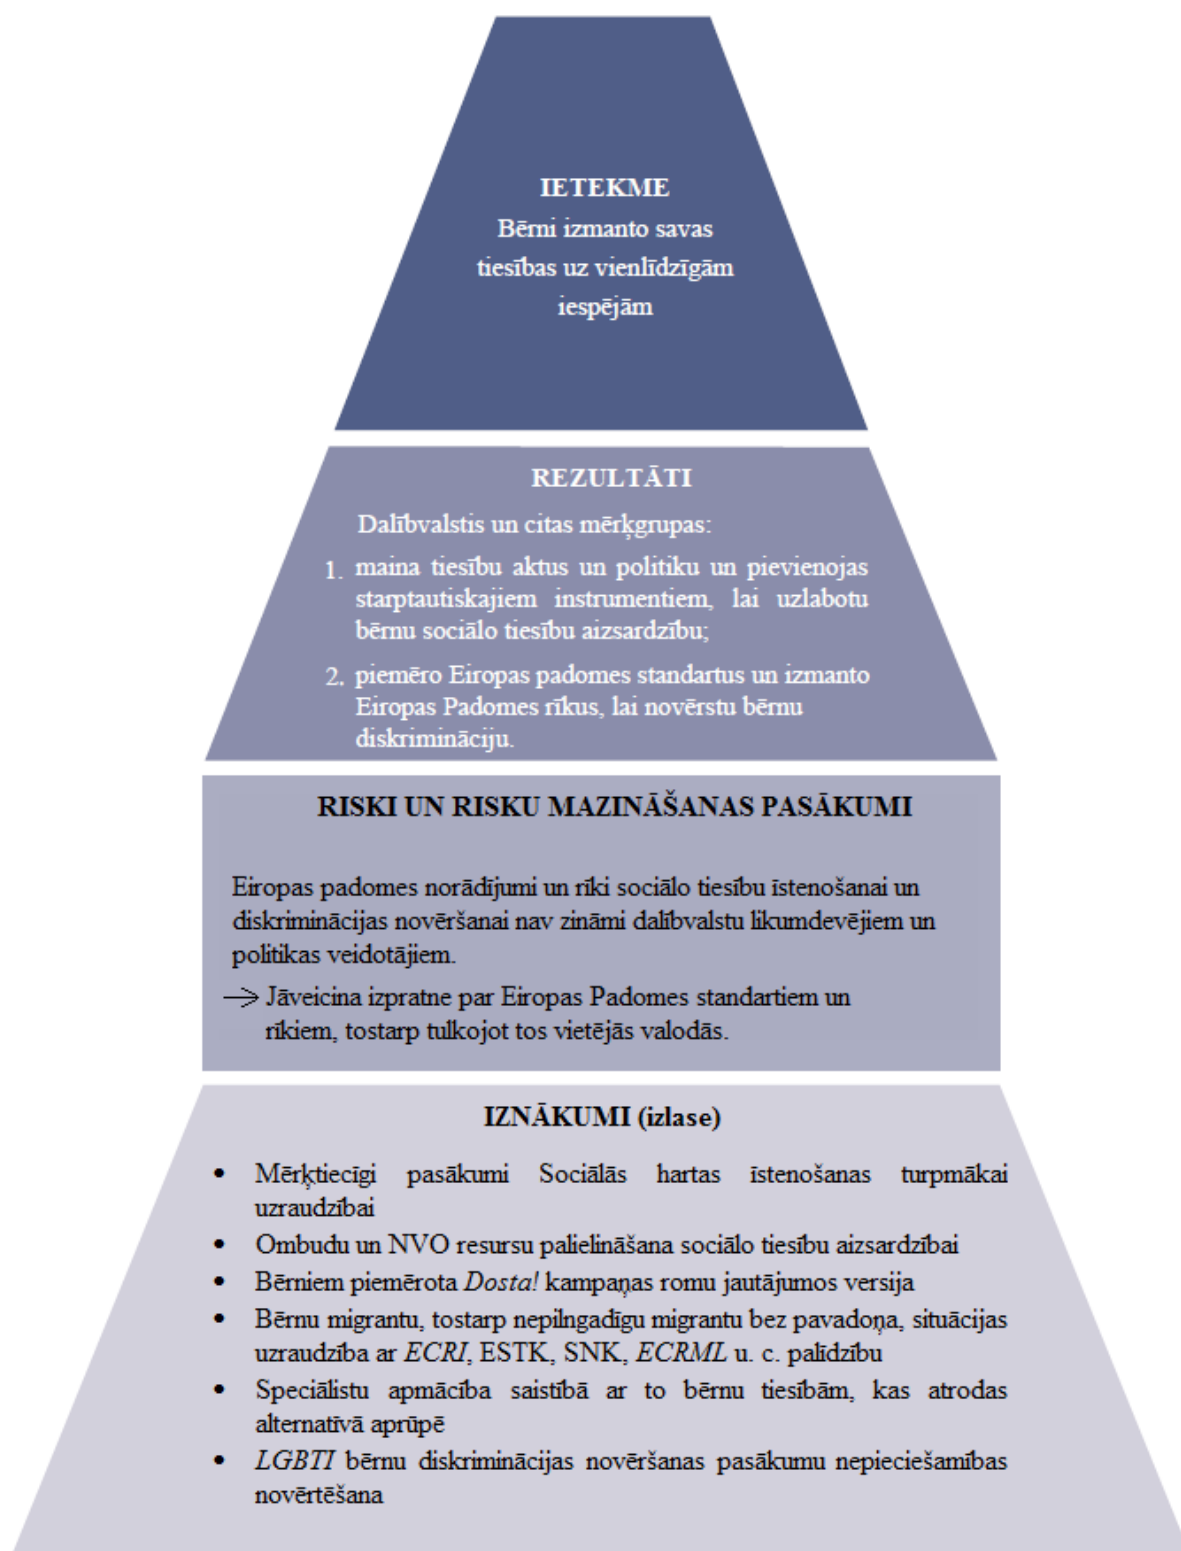 IETEKME
Bērni izmanto savas
tiesības uz vienlīdzīgām
iespējām
REZULTĀTI
Dalībvalstis un citas mērķgrupas:
1. maina tiesību aktus un politiku un pievienojas
starptautiskajiem instrumentiem, lai uzlabotu
bērnu sociālo tiesību aizsardzību;
2. piemēro Eiropas padomes standartus un izmanto
Eiropas Padomes rīkus, lai novērstu bērnu
diskrimināciju.
RISKI UN RISKU MAZINĀŠANAS PASĀKUMI
Eiropas padomes norādījumi un rīki sociālo tiesību īstenošanai un
diskriminācijas novēršanai nav zināmi dalībvalstu likumdevējiem un
politikas veidotājiem.
→ Jāveicina izpratne par Eiropas Padomes standartiem un
rīkiem, tostarp tulkojot tos vietējās valodās.
IZNĀKUMI (izlase)
• Mērķtiecīgi pasākumi Sociālās hartas īstenošanas turpmākai
uzraudzībai
• Ombudu un NVO resursu palielināšana sociālo tiesību aizsardzībai
• Bērniem piemērota Dosta! kampaņas romu jautājumos versija
• Bērnu migrantu, tostarp nepilngadīgu migrantu bez pavadoņa, situācijas
uzraudzība ar ECRI, ESTK, SNK, ECRML u. c. palīdzību
• Speciālistu apmācība saistībā ar to bērnu tiesībām, kas atrodas
alternatīvā aprūpē
• LGBTI bērnu diskriminācijas novēršanas pasākumu nepieciešamības
novērtēšana